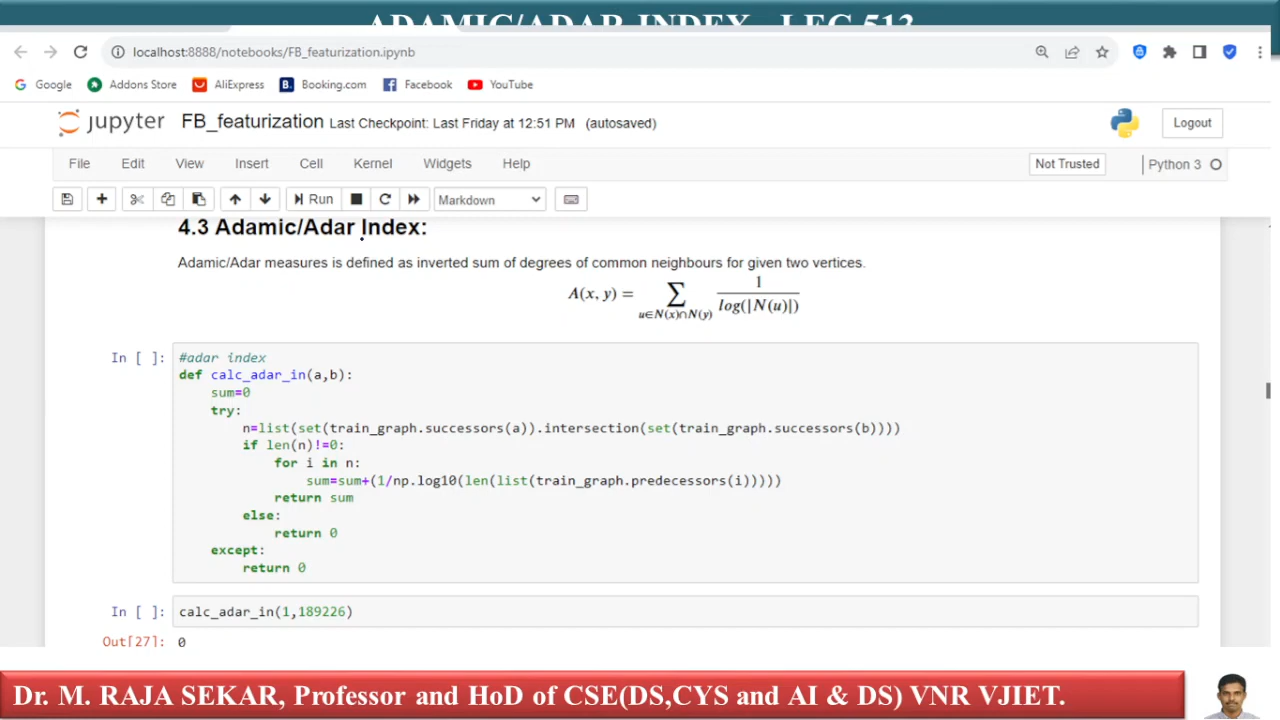 ADAMIC/ADAR INDEX - LEC 513
localhost:8888/notebooks/FB_featurization.ipynb
Google Addons Store AliExpress B. Booking.com Facebook YouTube
jupyter FB_featurization Last Checkpoint: Last Friday at 12:51 PM (autosaved) Logout
File Edit View Insert Cell Kernel Widgets Help Not Trusted Python 3
Run Markdown
4.3 Adamic/Adar Index:
Adamic/Adar measures is defined as inverted sum of degrees of common neighbours for given two vertices.
A(x, y) = ∑ u∈N(x)∩N(y) 1 / log(|N(u)|)
In [ ]: #adar index
def calc_adar_in(a,b):
    sum=0
    try:
        n=list(set(train_graph.successors(a)).intersection(set(train_graph.successors(b))))
        if len(n)!=0:
            for i in n:
                sum=sum+(1/np.log10(len(list(train_graph.predecessors(i)))))
            return sum
        else:
            return 0
    except:
        return 0
In [ ]: calc_adar_in(1,189226)
Out[27]: 0
Dr. M. RAJA SEKAR, Professor and HoD of CSE(DS,CYS and AI & DS) VNR VJIET.